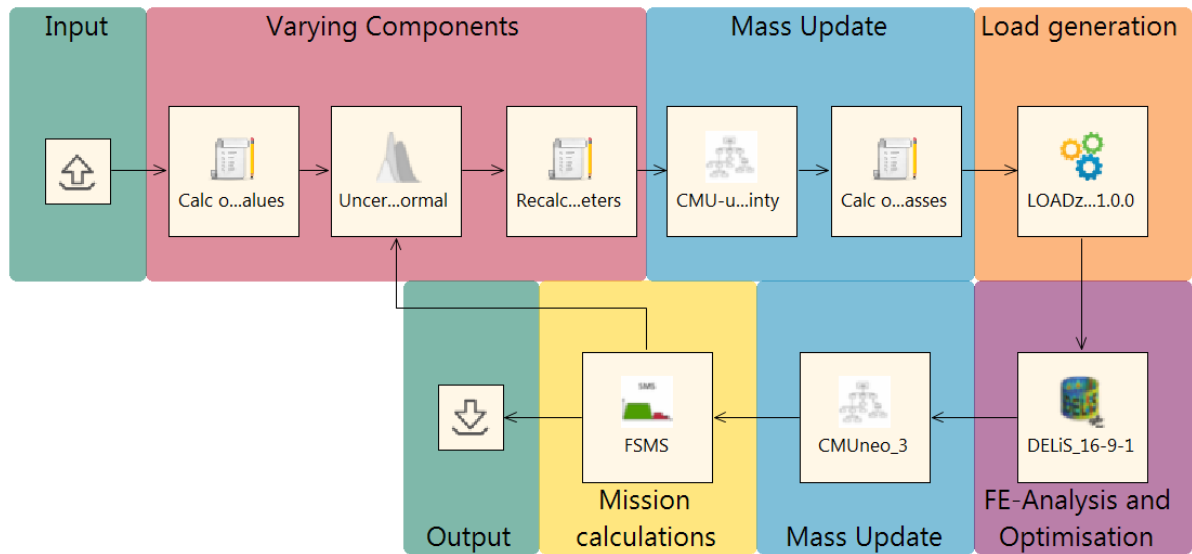 Input
Varying Components
Mass Update
Load generation
Calc o...alues
Uncer...ormal
Recalc...eters
CMU-u...inty
Calc o...asses
LOADz...1.0.0
SMS
FSMS
CMUneo_3
DELiS_16-9-1
Output
Mission
calculations
Mass Update
FE-Analysis and
Optimisation